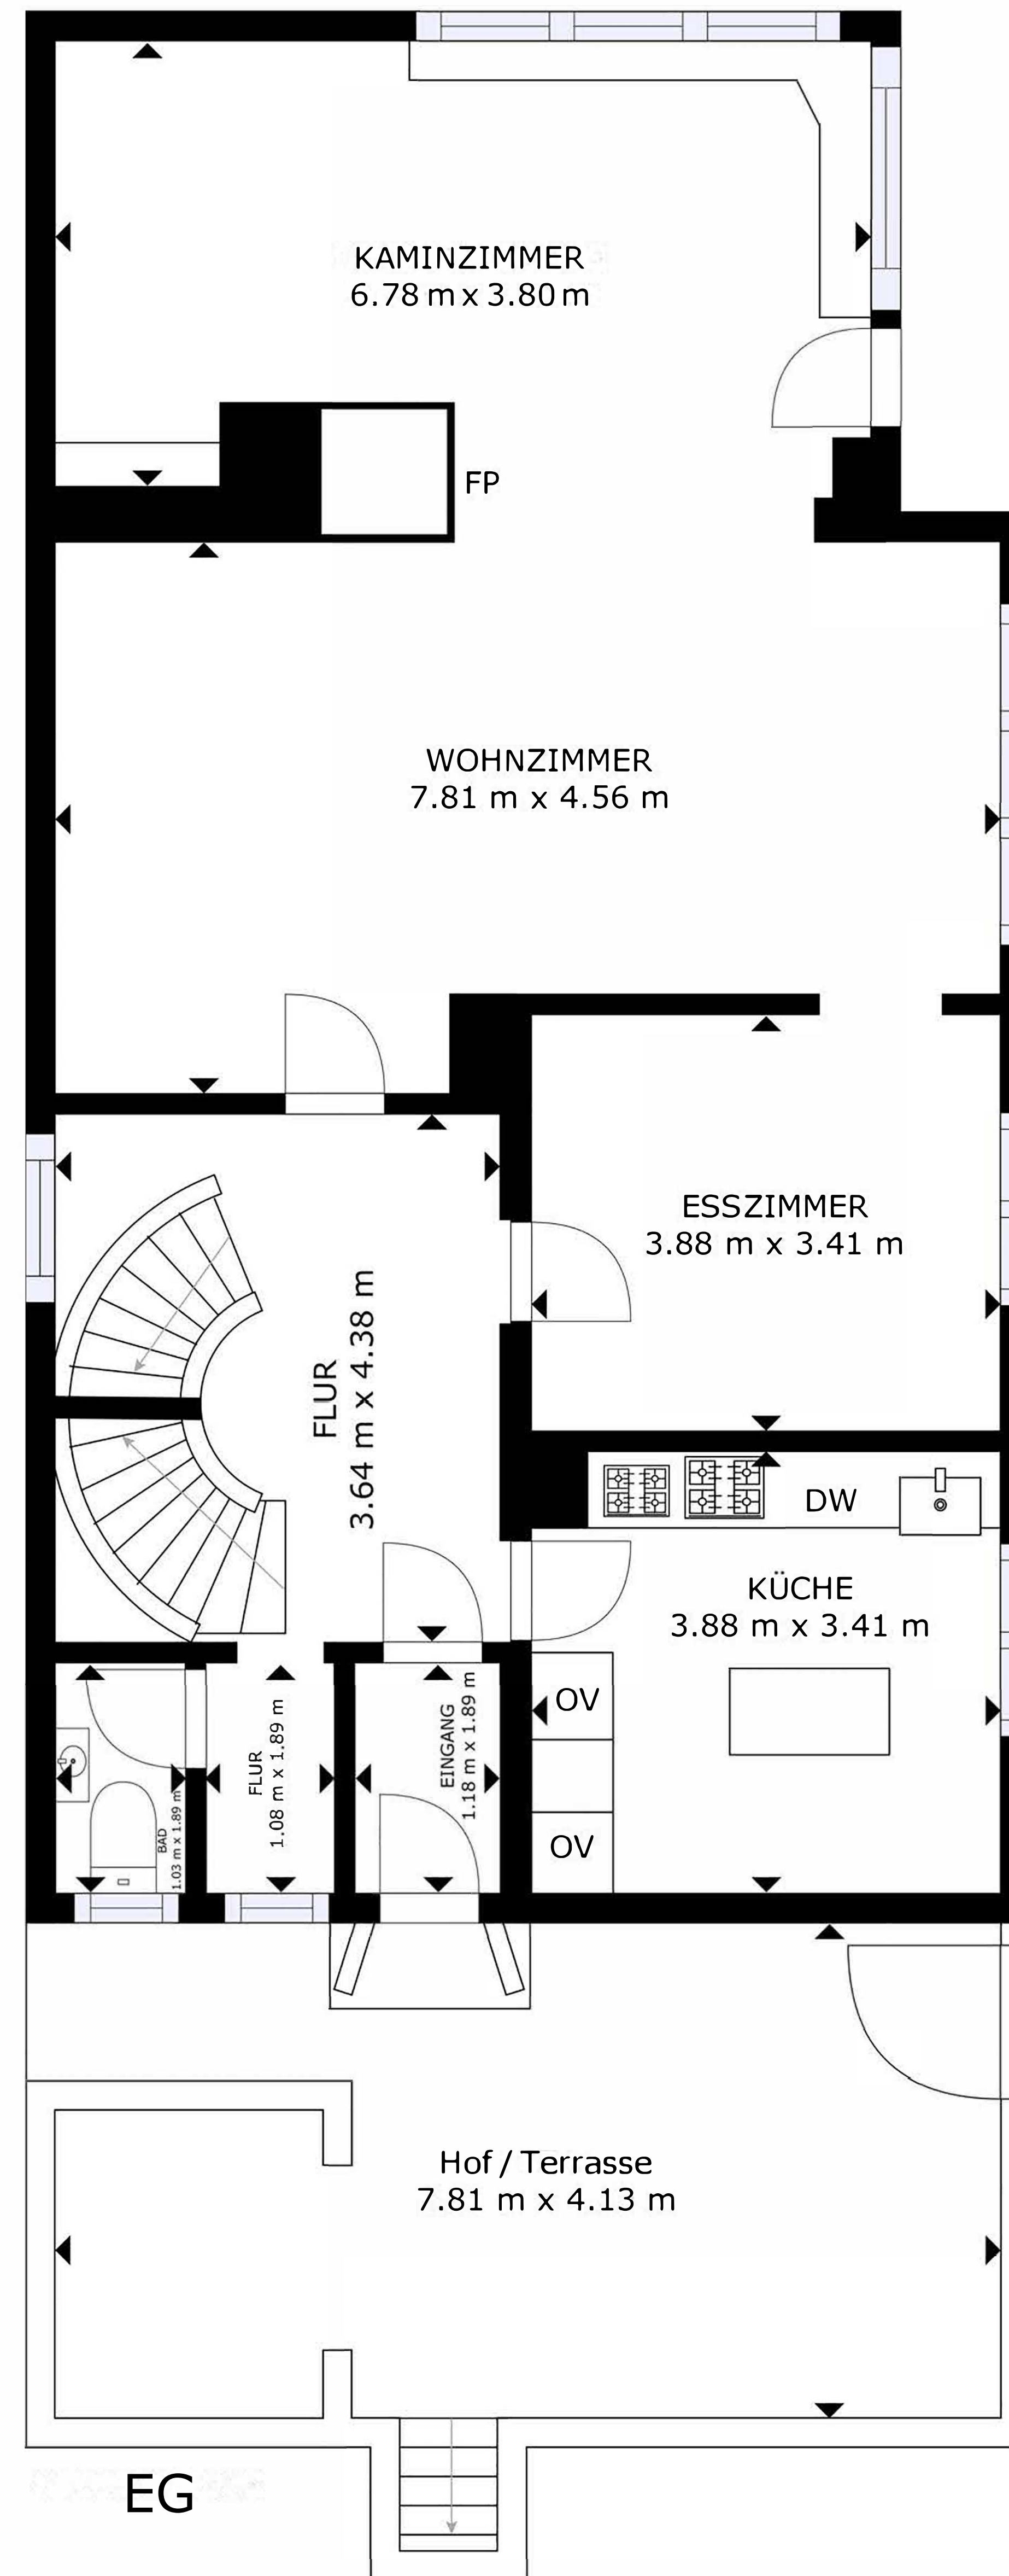 KAMINZIMMER
6.78 m x 3.80 m
FP
WOHNZIMMER
7.81 m x 4.56 m
ESSZIMMER
3.88 m x 3.41 m
FLUR
3.64 m x 4.38 m
DW
KÜCHE
3.88 m x 3.41 m
OV
OV
EINGANG
1.18 m x 1.89 m
FLUR
1.08 m x 1.89 m
BAD
1.03 m x 1.89 m
Hof / Terrasse
7.81 m x 4.13 m
EG